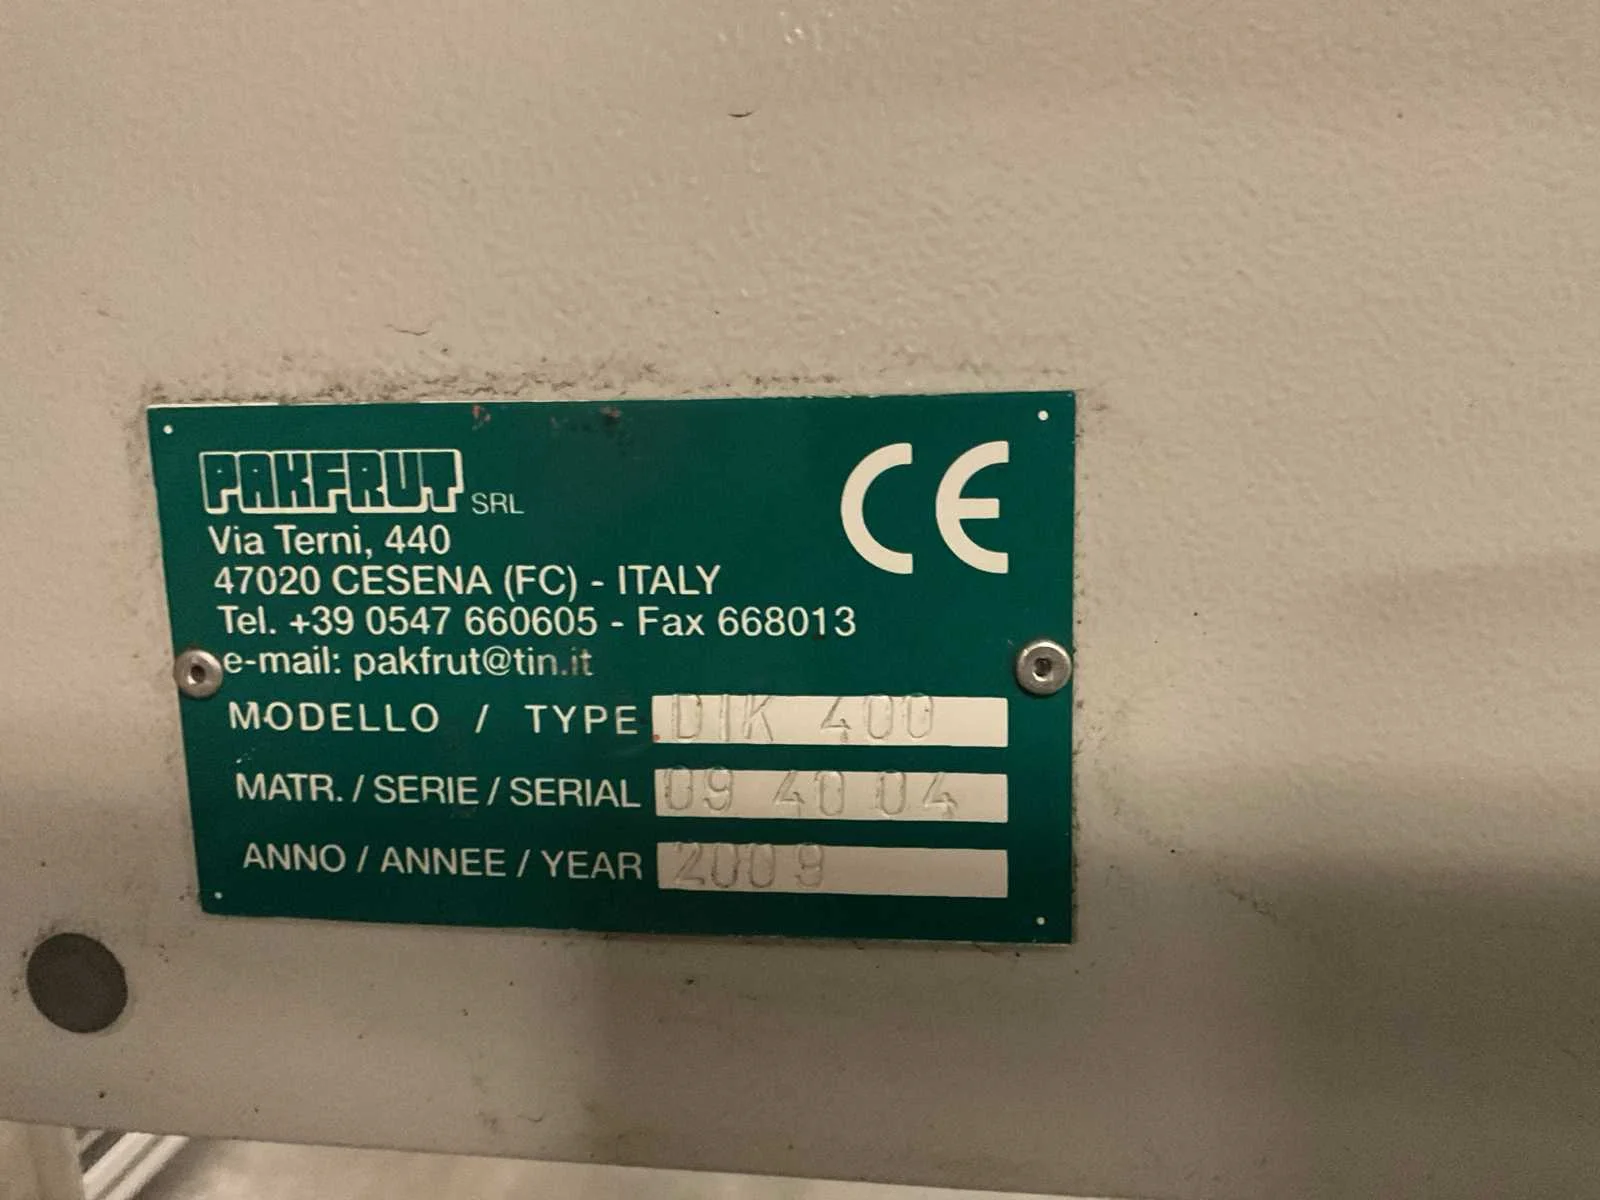 PAKFRUT SRL
Via Terni, 440
47020 CESENA (FC) - ITALY
Tel. +39 0547 660605 - Fax 668013
e-mail: pakfrut@tin.it
CE
MODELLO / TYPE DIK 400
MATR. / SERIE / SERIAL 09 40 04
ANNO / ANNEE / YEAR 2009